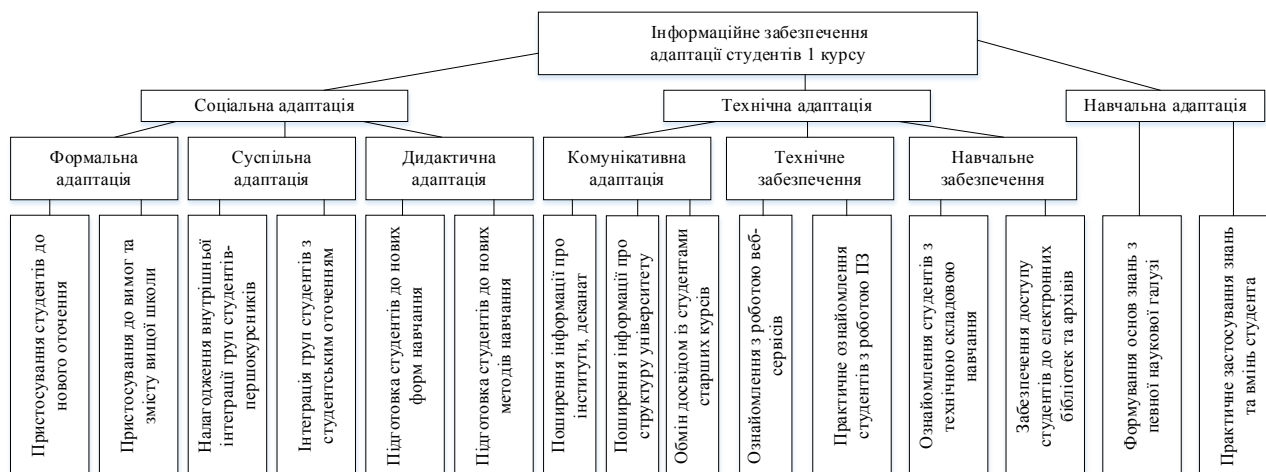 Інформаційне забезпечення
адаптації студентів 1 курсу
Соціальна адаптація
Технічна адаптація
Навчальна адаптація
Формальна
адаптація
Суспільна
адаптація
Дидактична
адаптація
Комунікативна
адаптація
Технічне
забезпечення
Навчальне
забезпечення
Пристосування студентів до
нового оточення
Пристосування до вимог та
змісту вищої школи
Налагодження внутрішньої
інтеграції груп студентів-
першокурсників
Інтеграція груп студентів з
студентським оточенням
Підготовка студентів до нових
форм навчання
Підготовка студентів до нових
методів навчання
Поширення інформації про
інститути, деканат
Поширення інформації про
структуру університету
Обмін досвідом із студентами
старших курсів
Ознайомлення з роботою веб-
сервісів
Практичне ознайомлення
студентів з роботою ПЗ
Ознайомлення студентів з
технічною складовою
навчання
Забезпечення доступу
студентів до електронних
бібліотек та архівів
Формування основ знань з
певної наукової галузі
Практичне застосування знань
та вмінь студента